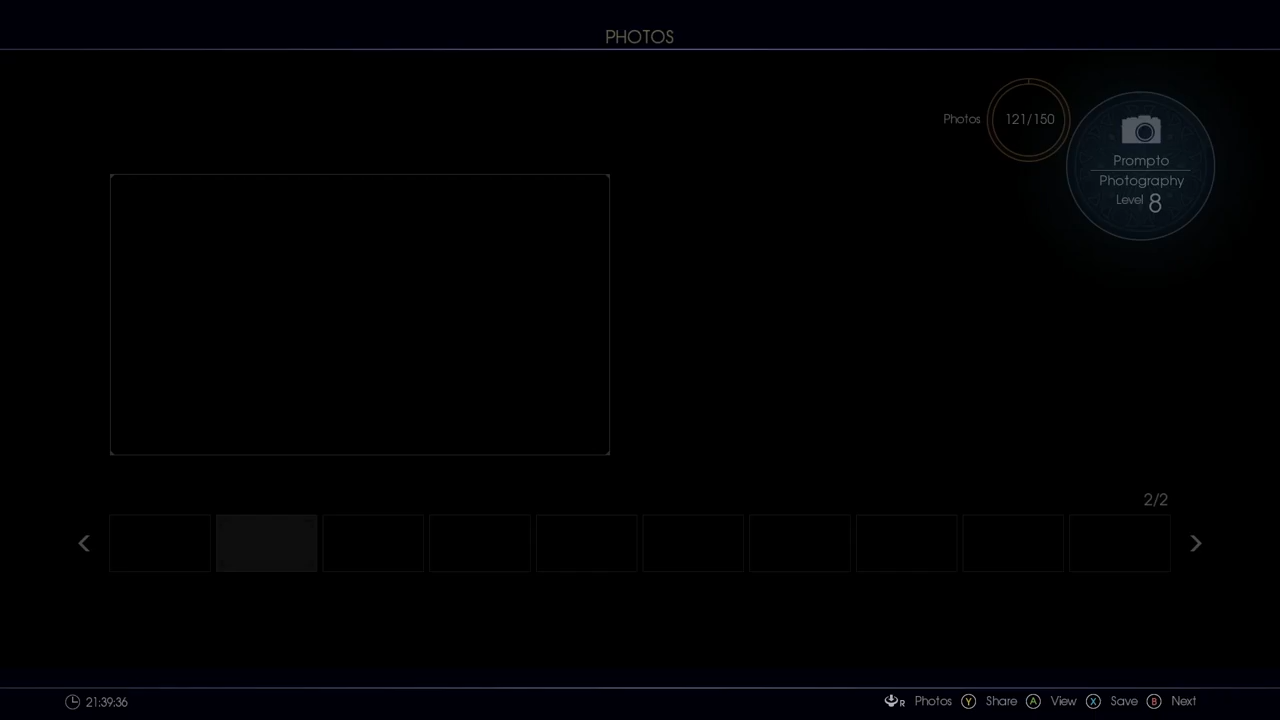 PHOTOS
Photos 121/150
Prompto
Photography
Level 8
2/2
21:39:36
R Photos Y Share A View X Save B Next